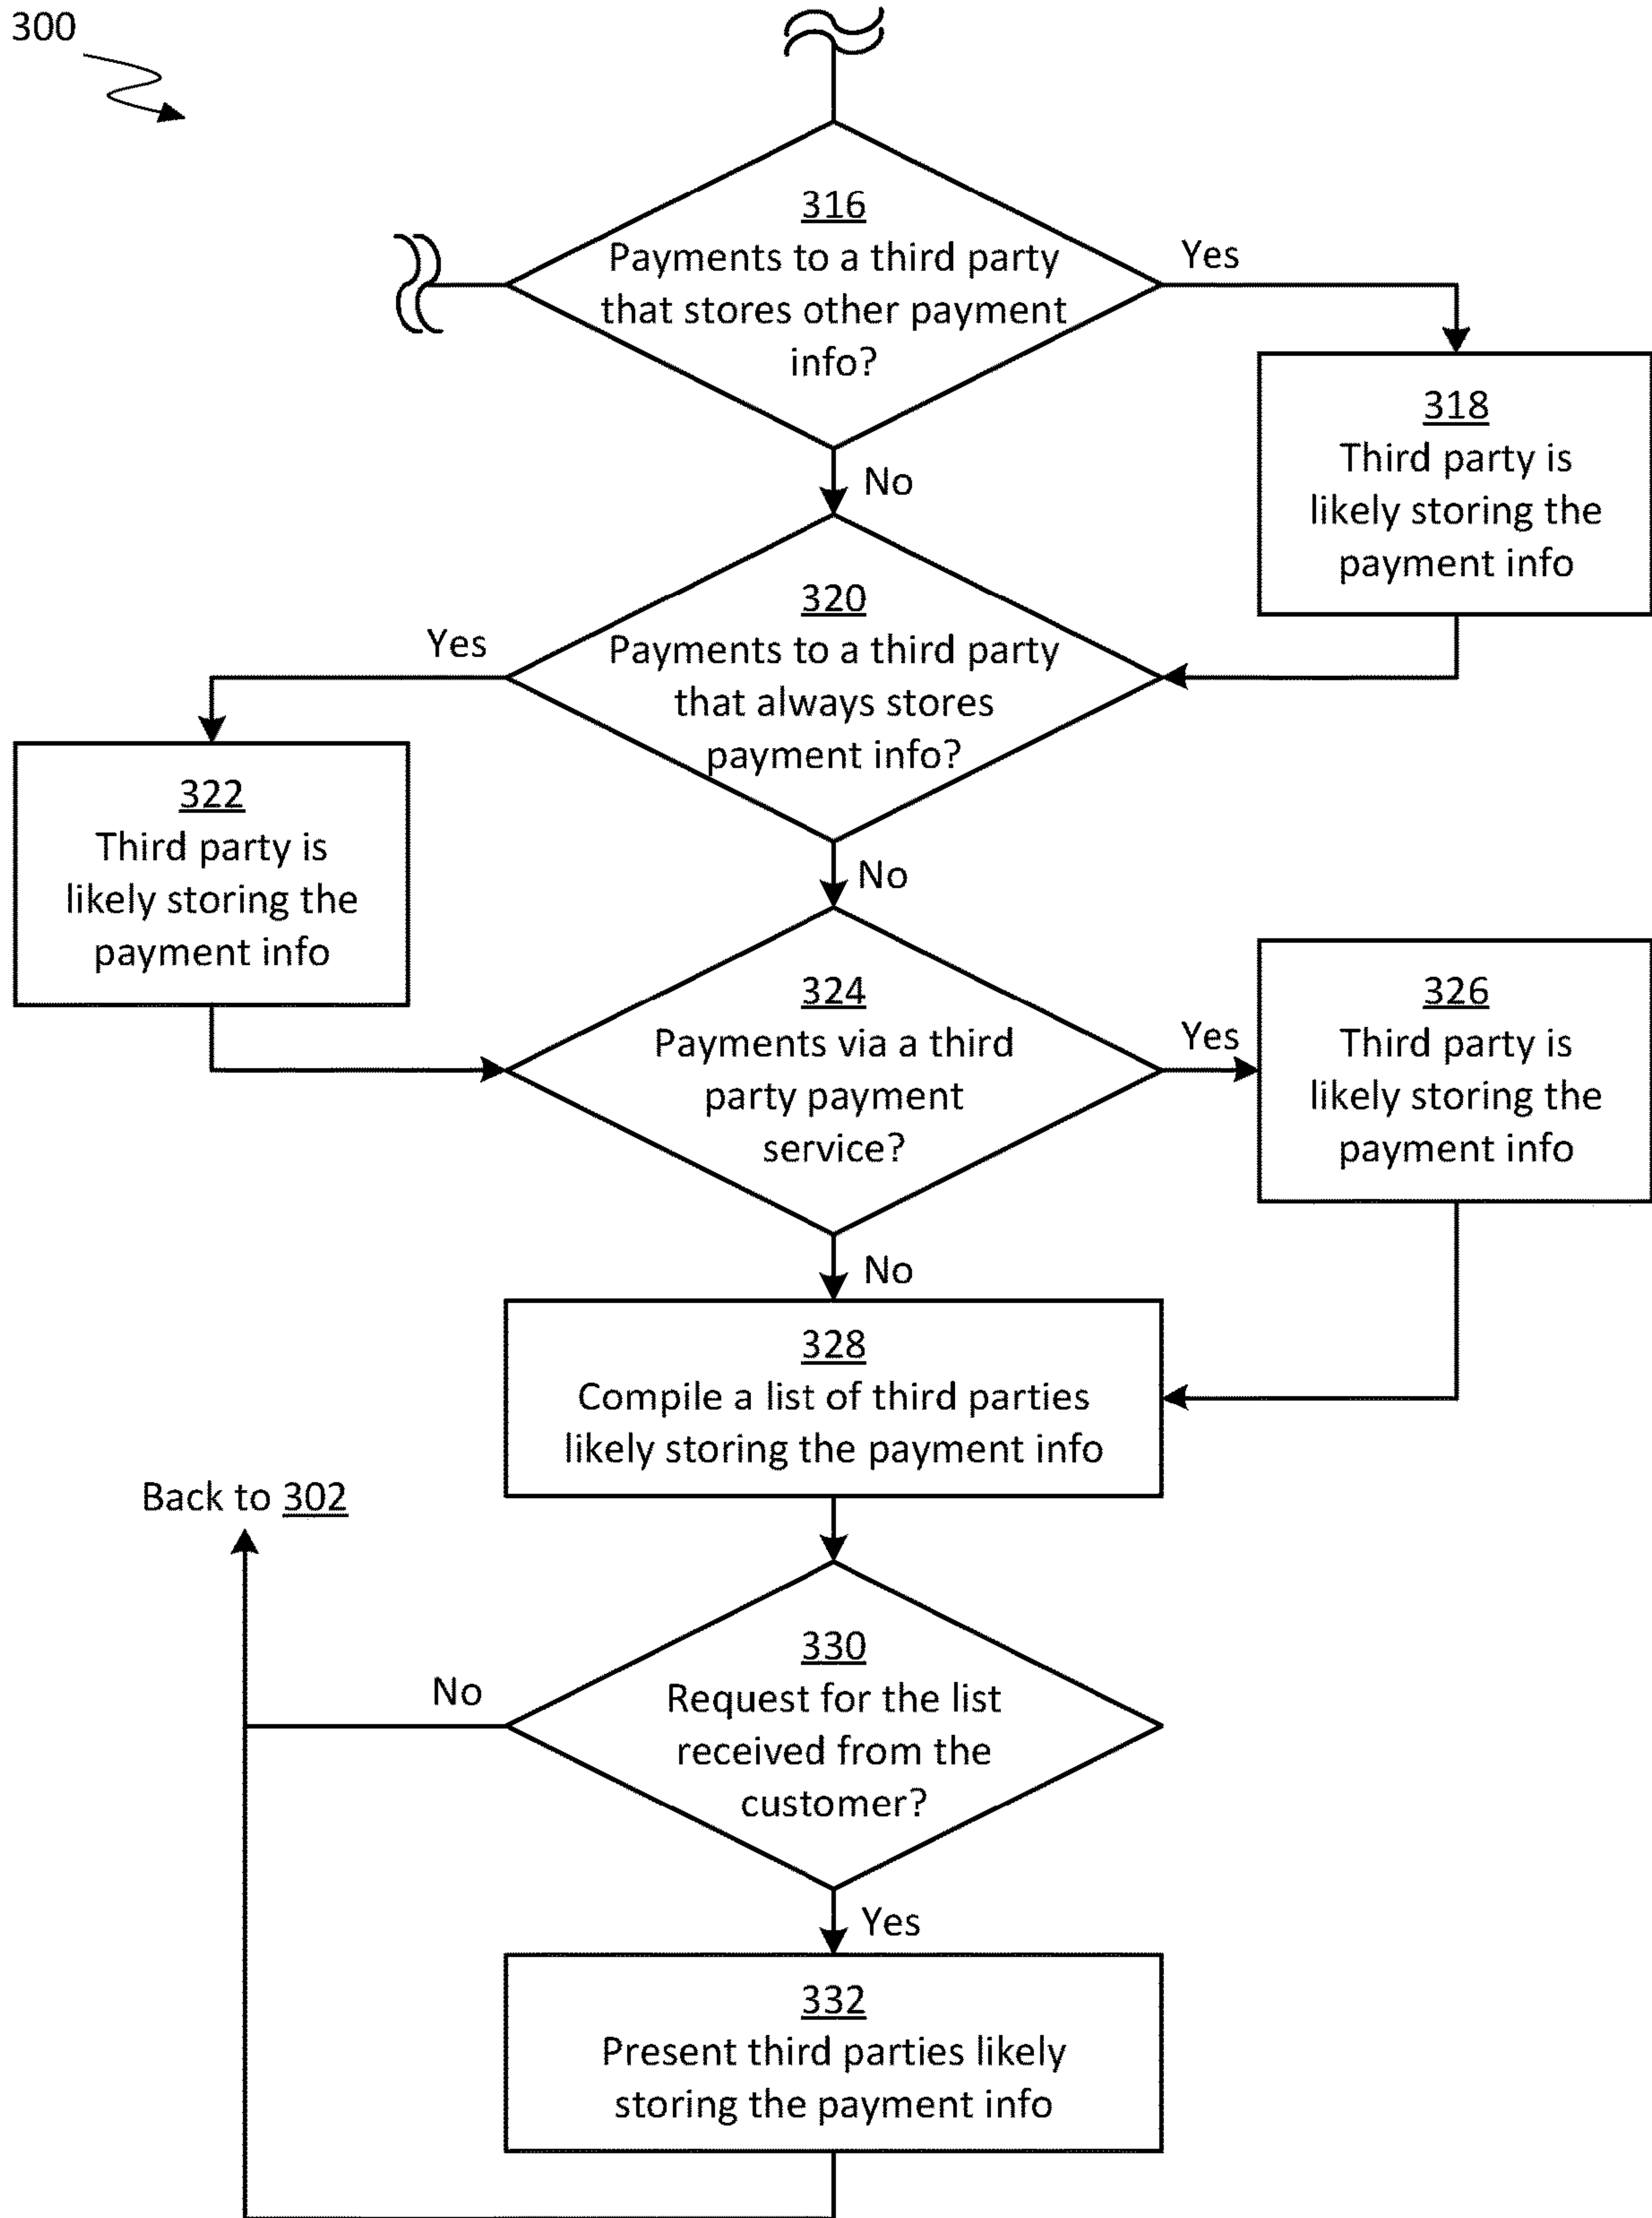 300
316
Payments to a third party
that stores other payment
info?
Yes
318
Third party is
likely storing the
payment info
No
320
Payments to a third party
that always stores
payment info?
Yes
322
Third party is
likely storing the
payment info
No
324
Payments via a third
party payment
service?
Yes
326
Third party is
likely storing the
payment info
No
328
Compile a list of third parties
likely storing the payment info
Back to 302
330
Request for the list
received from the
customer?
No
Yes
332
Present third parties likely
storing the payment info